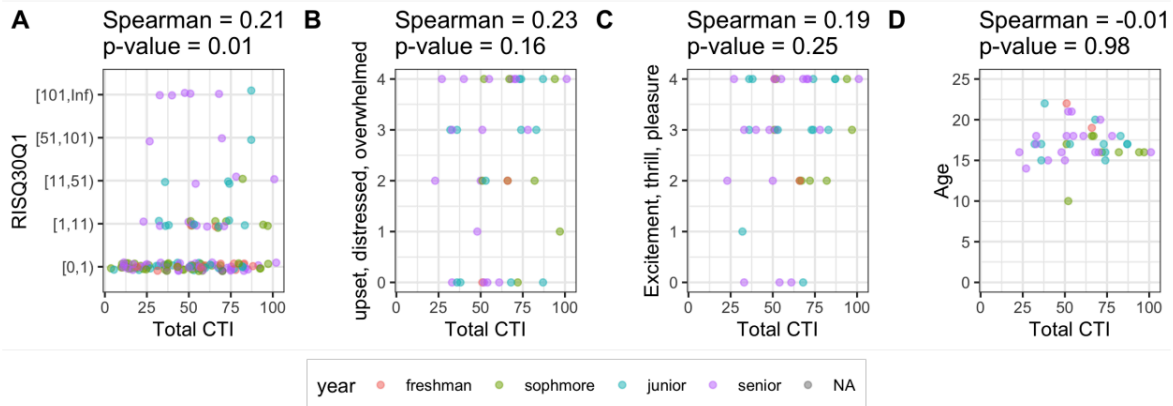 A
Spearman = 0.21
p-value = 0.01
RISQ30Q1
[101,Inf)
[51,101)
[11,51)
[1,11)
[0,1)
0 25 50 75 100
Total CTI
B
Spearman = 0.23
p-value = 0.16
upset, distressed, overwhelmed
4
3
2
1
0
0 25 50 75 100
Total CTI
C
Spearman = 0.19
p-value = 0.25
Excitement, thrill, pleasure
4
3
2
1
0
0 25 50 75 100
Total CTI
D
Spearman = -0.01
p-value = 0.98
Age
25
20
15
10
5
0
0 25 50 75 100
Total CTI
year freshman sophmore junior senior NA